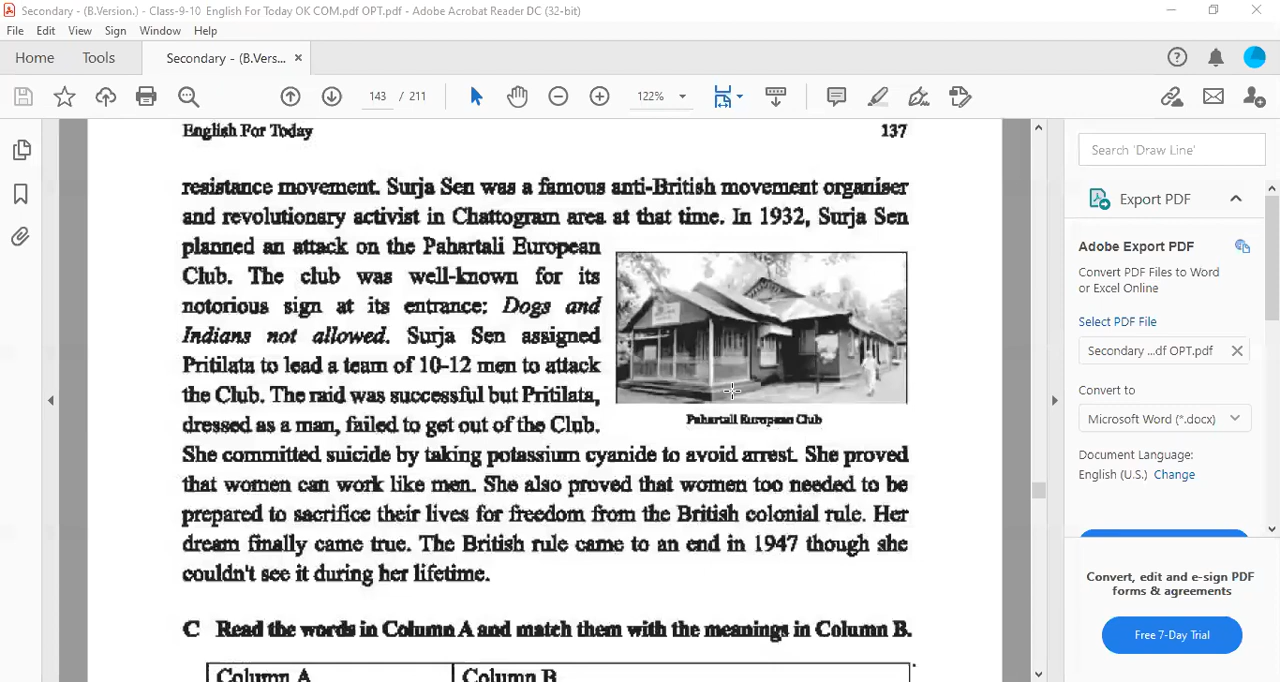 Secondary - (B.Version.) - Class-9-10 English For Today OK COM.pdf OPT.pdf - Adobe Acrobat Reader DC (32-bit)
File Edit View Sign Window Help
Home Tools Secondary - (B.Vers... ×
143 / 211 122%
English For Today 137
resistance movement. Surja Sen was a famous anti-British movement organiser
and revolutionary activist in Chattogram area at that time. In 1932, Surja Sen
planned an attack on the Pahartali European
Club. The club was well-known for its
notorious sign at its entrance: Dogs and
Indians not allowed. Surja Sen assigned
Pritilata to lead a team of 10-12 men to attack
the Club. The raid was successful but Pritilata,
dressed as a man, failed to get out of the Club.
Pahartali European Club
She committed suicide by taking potassium cyanide to avoid arrest. She proved
that women can work like men. She also proved that women too needed to be
prepared to sacrifice their lives for freedom from the British colonial rule. Her
dream finally came true. The British rule came to an end in 1947 though she
couldn't see it during her lifetime.
C Read the words in Column A and match them with the meanings in Column B.
Column A Column B
Search 'Draw Line'
Export PDF
Adobe Export PDF
Convert PDF Files to Word
or Excel Online
Select PDF File
Secondary ...df OPT.pdf
Convert to
Microsoft Word (*.docx)
Document Language:
English (U.S.) Change
Convert, edit and e-sign PDF
forms & agreements
Free 7-Day Trial